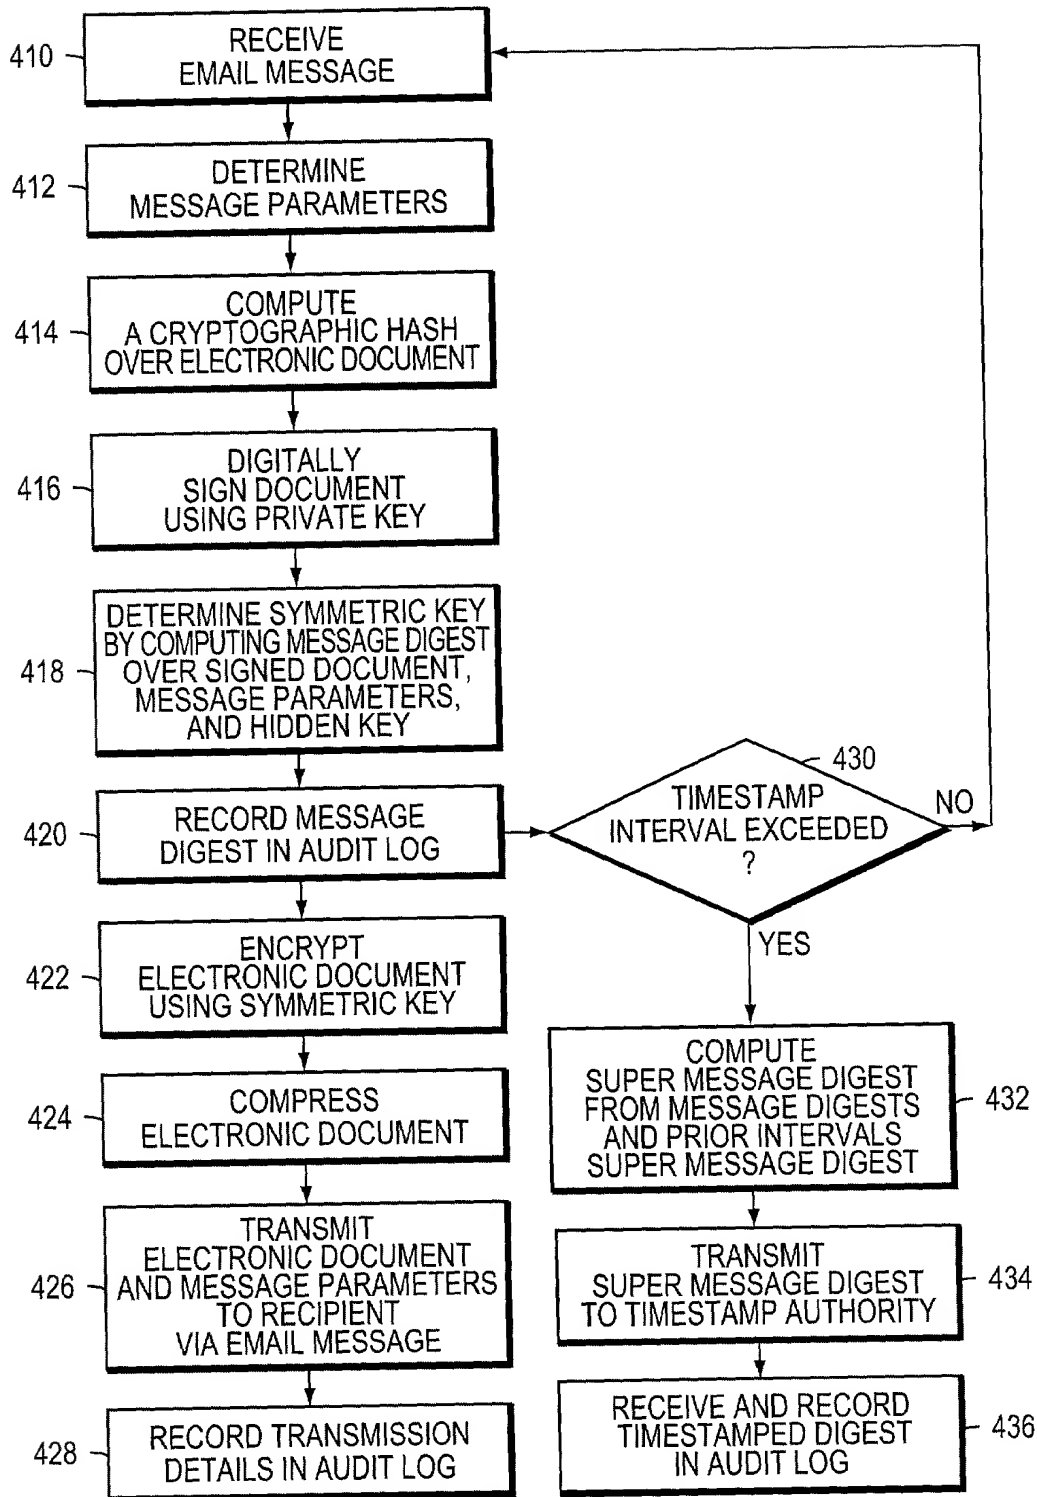 410
RECEIVE
EMAIL MESSAGE
412
DETERMINE
MESSAGE PARAMETERS
414
COMPUTE
A CRYPTOGRAPHIC HASH
OVER ELECTRONIC DOCUMENT
416
DIGITALLY
SIGN DOCUMENT
USING PRIVATE KEY
418
DETERMINE SYMMETRIC KEY
BY COMPUTING MESSAGE DIGEST
OVER SIGNED DOCUMENT,
MESSAGE PARAMETERS,
AND HIDDEN KEY
420
RECORD MESSAGE
DIGEST IN AUDIT LOG
430
TIMESTAMP
INTERVAL EXCEEDED
?
NO
YES
422
ENCRYPT
ELECTRONIC DOCUMENT
USING SYMMETRIC KEY
424
COMPRESS
ELECTRONIC DOCUMENT
426
TRANSMIT
ELECTRONIC DOCUMENT
AND MESSAGE PARAMETERS
TO RECIPIENT
VIA EMAIL MESSAGE
428
RECORD TRANSMISSION
DETAILS IN AUDIT LOG
COMPUTE
SUPER MESSAGE DIGEST
FROM MESSAGE DIGESTS
AND PRIOR INTERVALS
SUPER MESSAGE DIGEST
432
TRANSMIT
SUPER MESSAGE DIGEST
TO TIMESTAMP AUTHORITY
434
RECEIVE AND RECORD
TIMESTAMPED DIGEST
IN AUDIT LOG
436